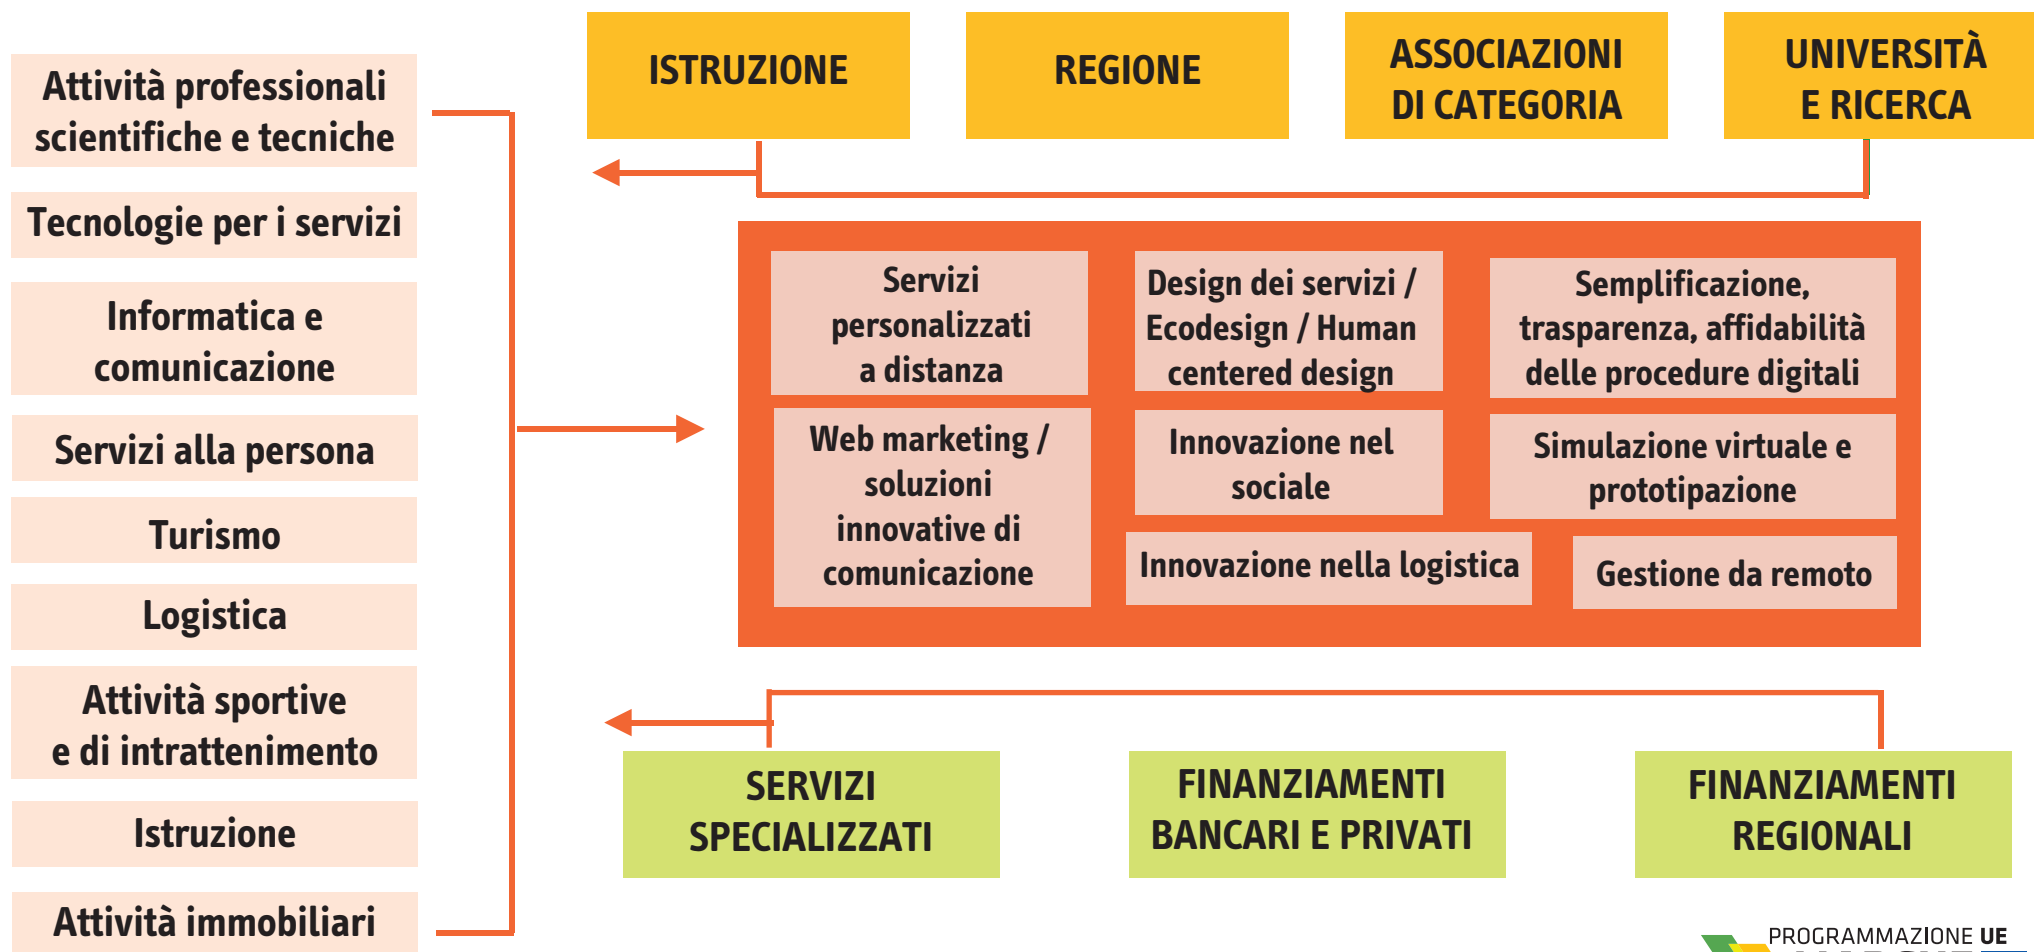 Attività professionali
scientifiche e tecniche
Tecnologie per i servizi
Informatica e
comunicazione
Servizi alla persona
Turismo
Logistica
Attività sportive
e di intrattenimento
Istruzione
Attività immobiliari
ISTRUZIONE
REGIONE
ASSOCIAZIONI
DI CATEGORIA
UNIVERSITÀ
E RICERCA
Servizi
personalizzati
a distanza
Design dei servizi /
Ecodesign / Human
centered design
Semplificazione,
trasparenza, affidabilità
delle procedure digitali
Web marketing /
soluzioni
innovative di
comunicazione
Innovazione nel
sociale
Simulazione virtuale e
prototipazione
Innovazione nella logistica
Gestione da remoto
SERVIZI
SPECIALIZZATI
FINANZIAMENTI
BANCARI E PRIVATI
FINANZIAMENTI
REGIONALI
PROGRAMMAZIONE UE